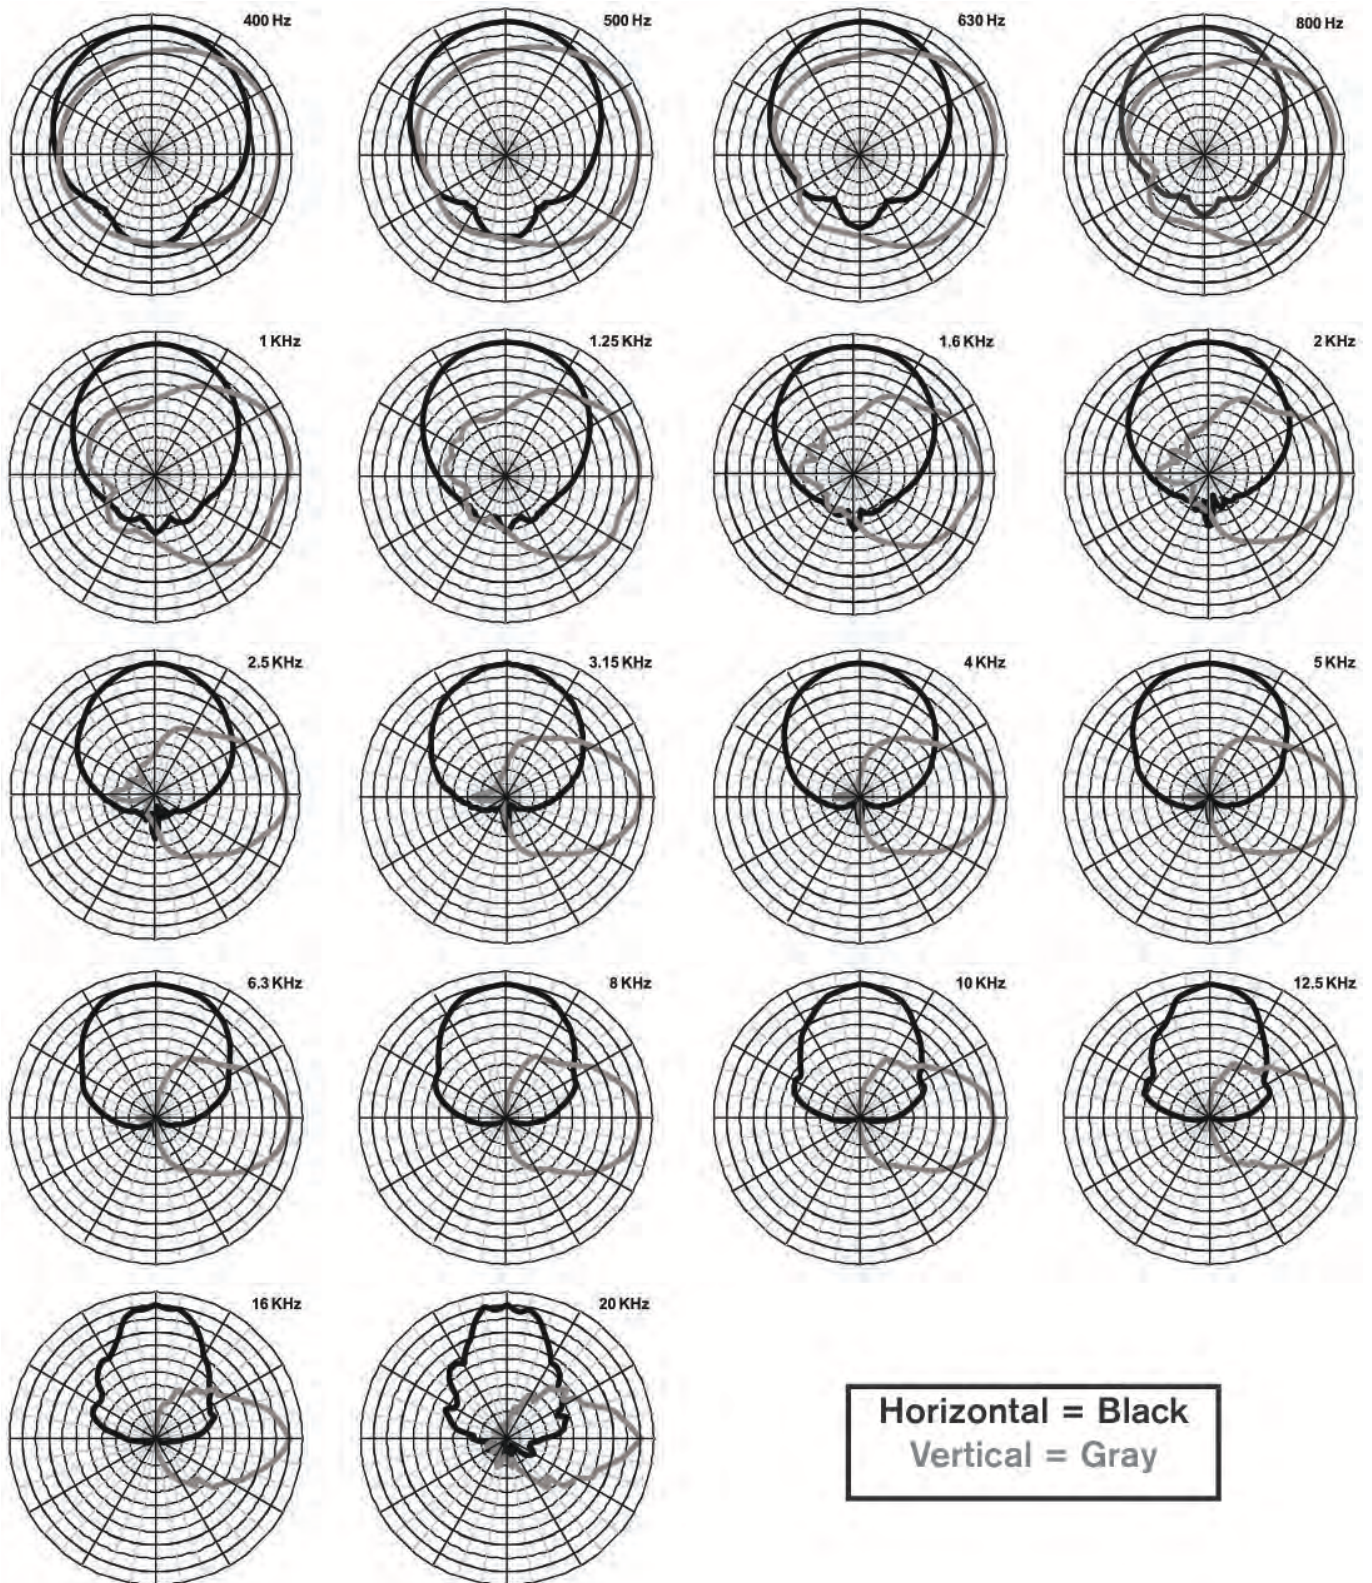 400 Hz
500 Hz
630 Hz
800 Hz
1 KHz
1.25 KHz
1.6 KHz
2 KHz
2.5 KHz
3.15 KHz
4 KHz
5 KHz
6.3 KHz
8 KHz
10 KHz
12.5 KHz
16 KHz
20 KHz
Horizontal = Black
Vertical = Gray